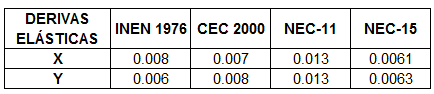 DERIVAS ELÁSTICAS INEN 1976 CEC 2000 NEC-11 NEC-15
X 0.008 0.007 0.013 0.0061
Y 0.006 0.008 0.013 0.0063